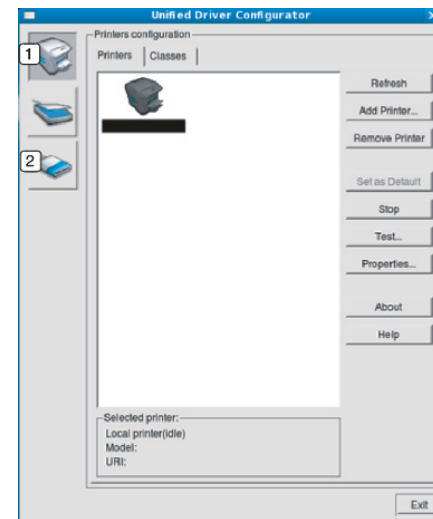 Unified Driver Configurator
1
2
Printers configuration
Printers
Classes
Refresh
Add Printer...
Remove Printer
Set as Default
Stop
Test...
Properties...
About
Help
Selected printer:
Local printer(idle)
Model:
URI:
Exit